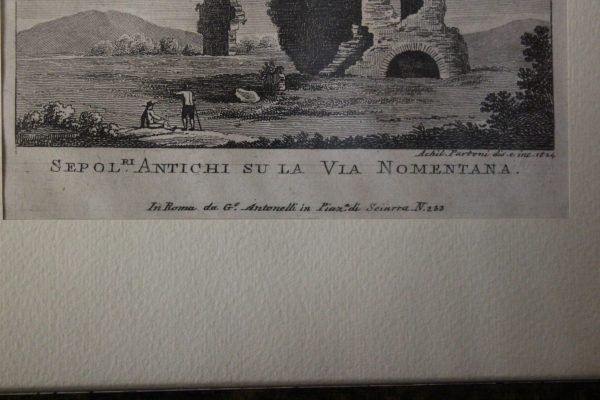 Achil. Parboni dis. e inc. 1824
SEPOL.RI ANTICHI SU LA VIA NOMENTANA.
In Roma da G.e Antonelli in Piaz.a di Sciarra N.o 233